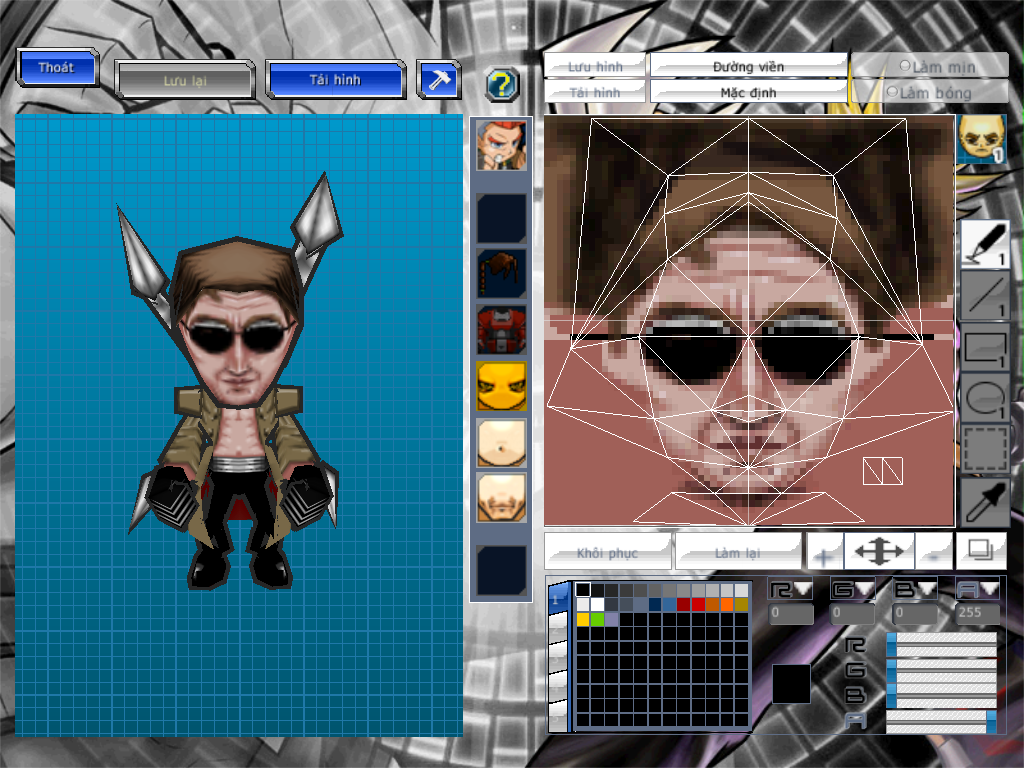 Thoát
Lưu lại
Tải hình
?
Lưu hình
Đường viền
Làm mịn
Tải hình
Mặc định
Làm bóng
1
1
1
1
1
Khôi phục
Làm lại
+
-
1
R
G
B
A
0
0
0
255
R
G
B
A